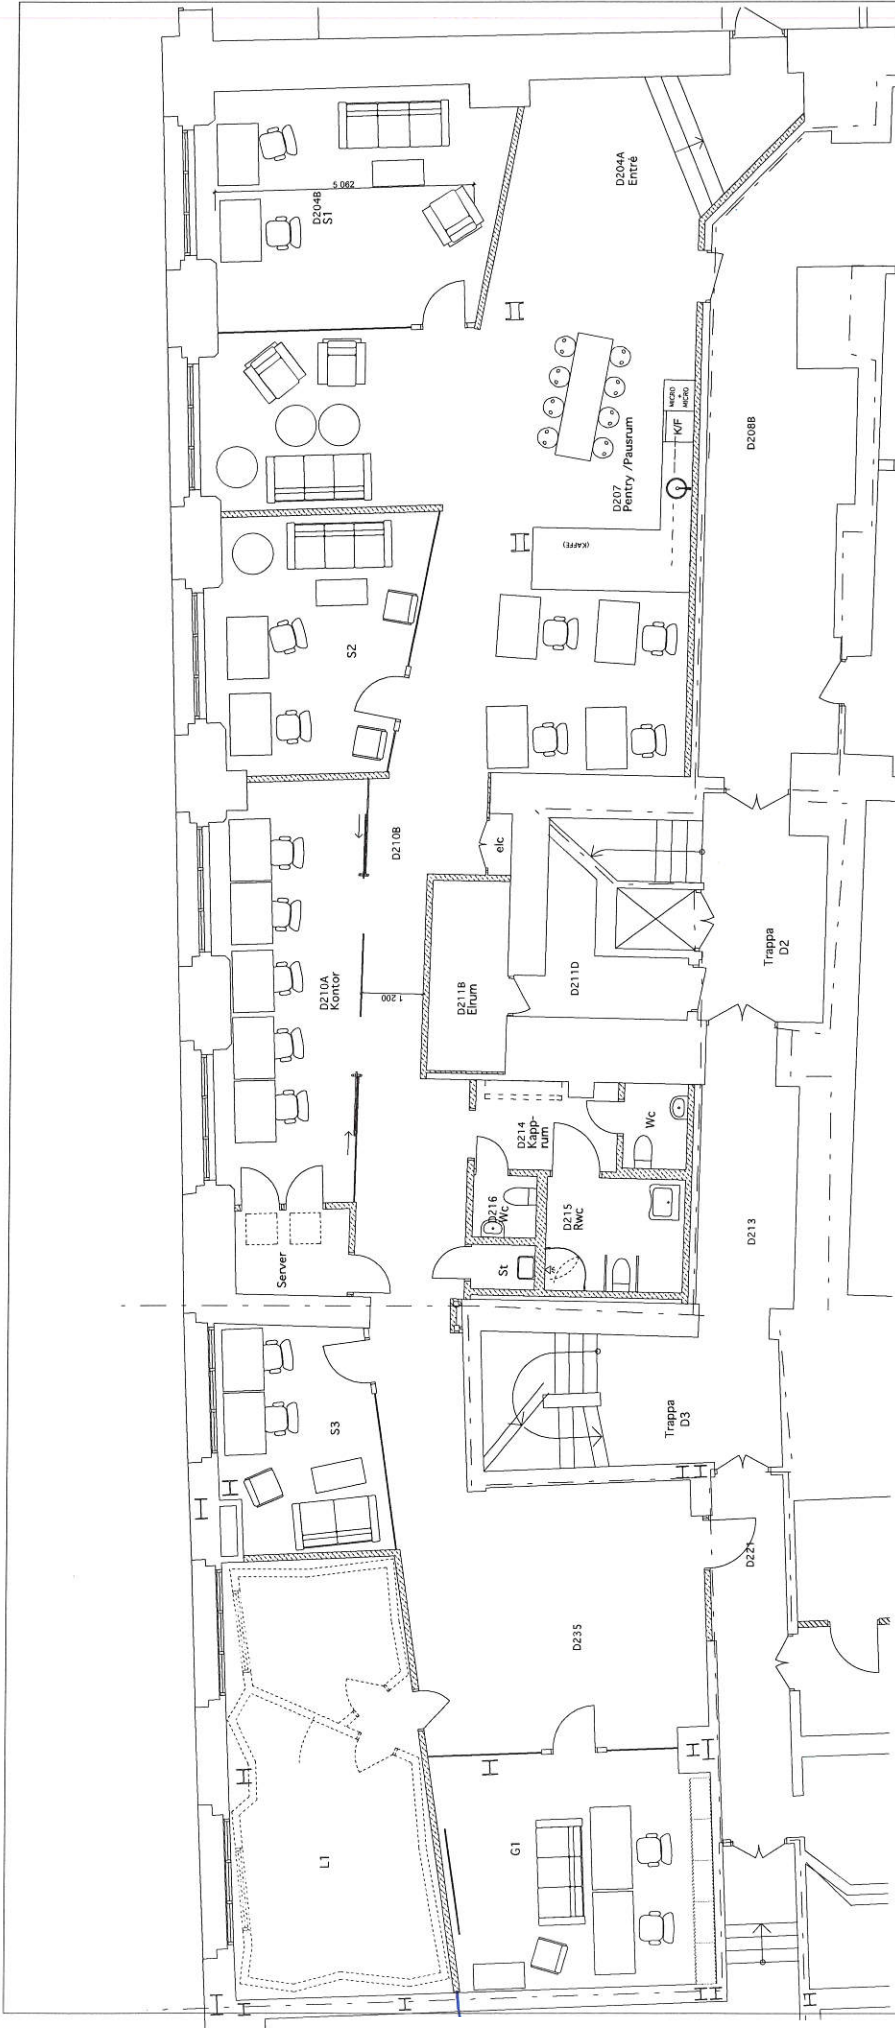 D204A
Entré
D204B
S1
5 062
MICRO
+
MICRO
K/F
D207
Pentry /Pausrum
D208B
(KAFFE)
S2
D210B
elc
D210A
Kontor
1 200
D211B
Elrum
D211D
Trappa
D2
D214
Kapp-
rum
Wc
D216
Wc
D215
Rwc
D213
Server
St
S3
Trappa
D3
D221
D235
L1
G1